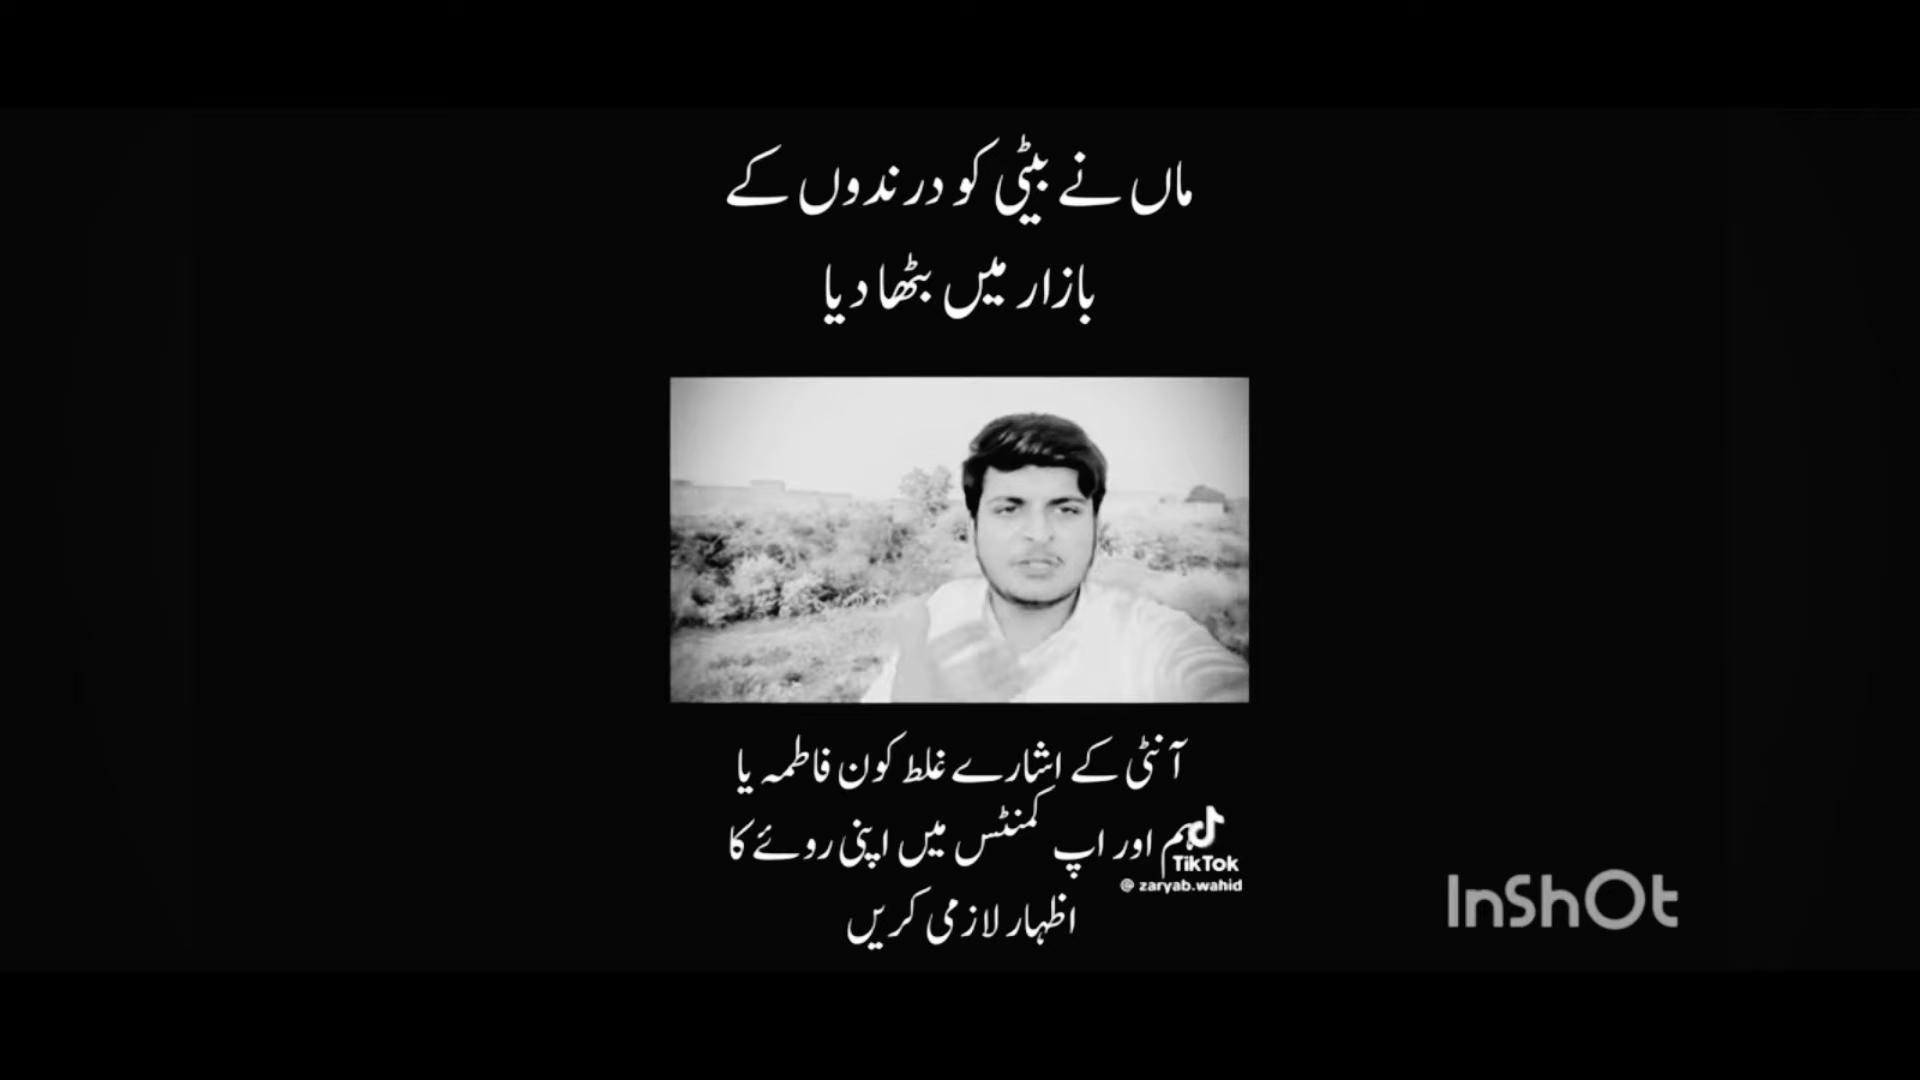 ماں نے بیٹی کو درندوں کے
بازار میں بٹھا دیا
آنٹی کے اشارے غلط کون فاطمہ یا
ہم اور اپ کمنٹس میں اپنی روئے کا
اظہار لازمی کریں
TikTok
@ zaryab.wahid
InShOt